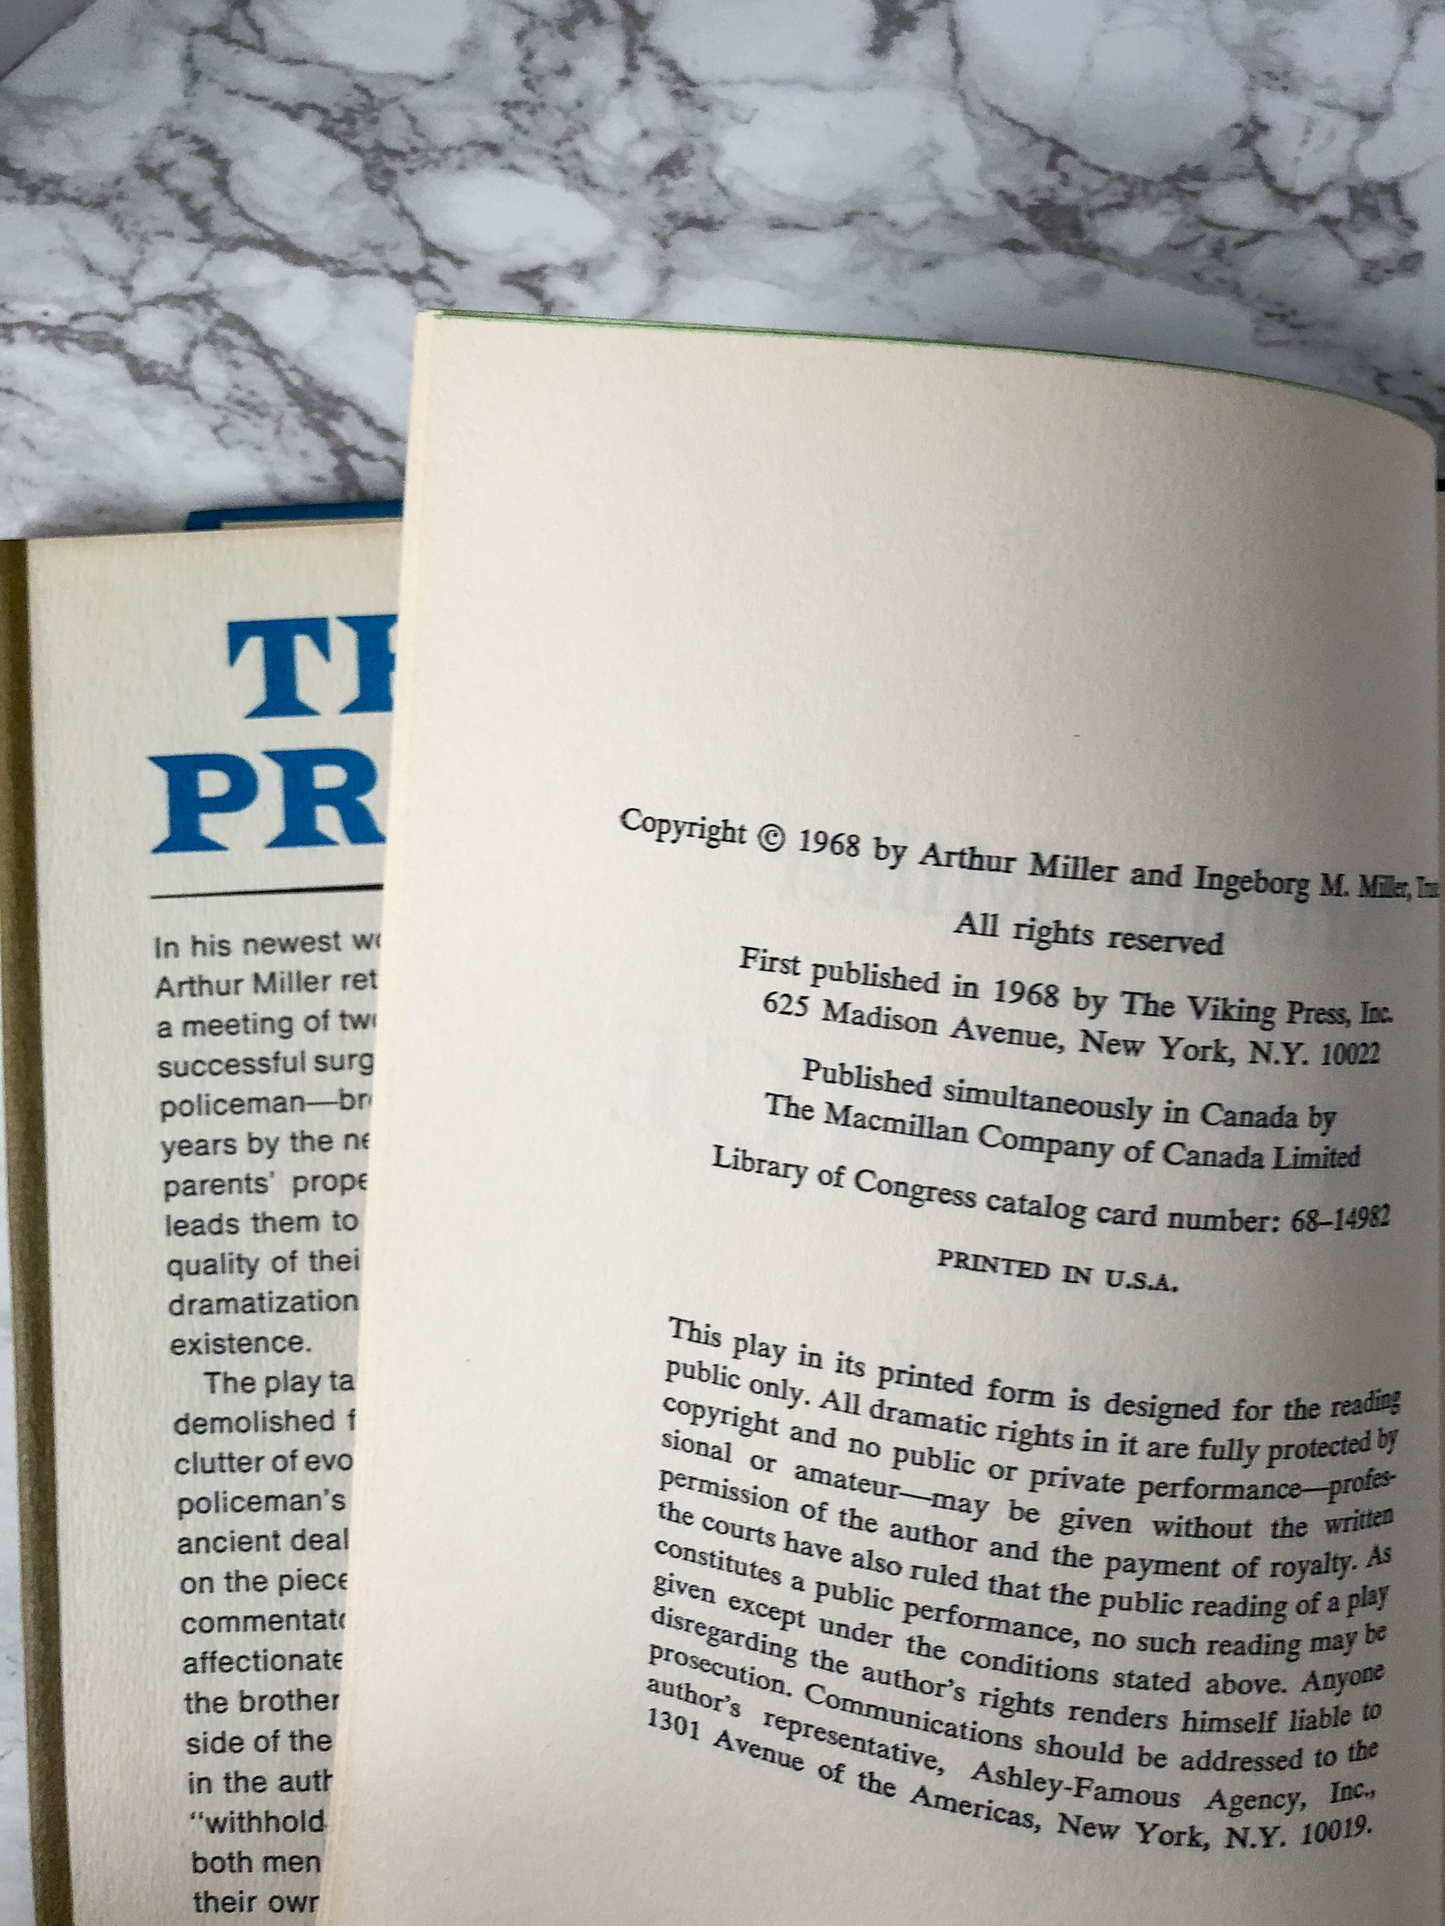 TH
PR
In his newest wo
Arthur Miller ret
a meeting of two
successful surg
policeman—bro
years by the ne
parents' prope
leads them to
quality of thei
dramatization
existence.
The play ta
demolished f
clutter of evo
policeman's
ancient deal
on the piece
commentato
affectionate
the brother
side of the
in the auth
“withhold
both men
their own
Copyright © 1968 by Arthur Miller and Ingeborg M. Miller,
All rights reserved
First published in 1968 by The Viking Press, Inc.
625 Madison Avenue, New York, N.Y. 10022
Published simultaneously in Canada by
The Macmillan Company of Canada Limited
Library of Congress catalog card number: 68–14982
PRINTED IN U.S.A.
This play in its printed form is designed for the reading
public only. All dramatic rights in it are fully protected by
copyright and no public or private performance—profes-
sional or amateur—may be given without the written
permission of the author and the payment of royalty. As
the courts have also ruled that the public reading of a play
constitutes a public performance, no such reading may be
given except under the conditions stated above. Anyone
disregarding the author's rights renders himself liable to
prosecution. Communications should be addressed to the
author's representative, Ashley-Famous Agency, Inc.,
1301 Avenue of the Americas, New York, N.Y. 10019.